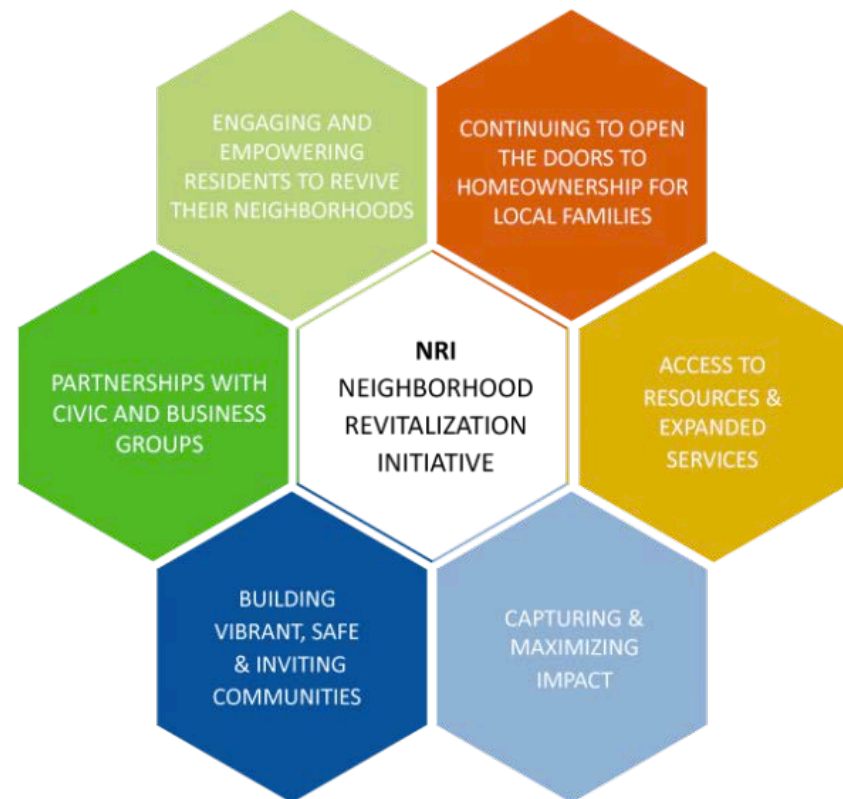 ENGAGING AND
EMPOWERING
RESIDENTS TO REVIVE
THEIR NEIGHBORHOODS
CONTINUING TO OPEN
THE DOORS TO
HOMEOWNERSHIP FOR
LOCAL FAMILIES
PARTNERSHIPS WITH
CIVIC AND BUSINESS
GROUPS
NRI
NEIGHBORHOOD
REVITALIZATION
INITIATIVE
ACCESS TO
RESOURCES &
EXPANDED
SERVICES
BUILDING
VIBRANT, SAFE
& INVITING
COMMUNITIES
CAPTURING &
MAXIMIZING
IMPACT